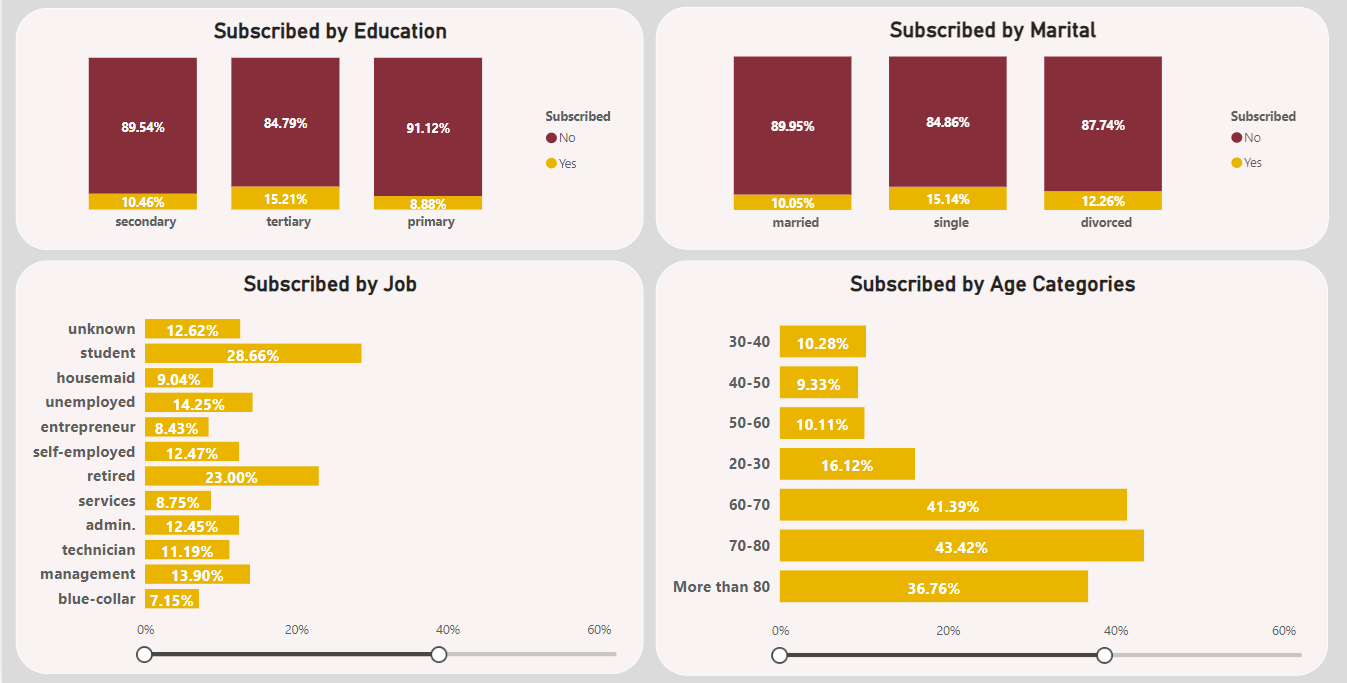 Subscribed by Education
89.54%
84.79%
91.12%
10.46%
15.21%
8.88%
secondary
tertiary
primary
Subscribed
No
Yes
Subscribed by Marital
89.95%
84.86%
87.74%
10.05%
15.14%
12.26%
married
single
divorced
Subscribed
No
Yes
Subscribed by Job
unknown 12.62%
student 28.66%
housemaid 9.04%
unemployed 14.25%
entrepreneur 8.43%
self-employed 12.47%
retired 23.00%
services 8.75%
admin. 12.45%
technician 11.19%
management 13.90%
blue-collar 7.15%
0% 20% 40% 60%
Subscribed by Age Categories
30-40 10.28%
40-50 9.33%
50-60 10.11%
20-30 16.12%
60-70 41.39%
70-80 43.42%
More than 80 36.76%
0% 20% 40% 60%